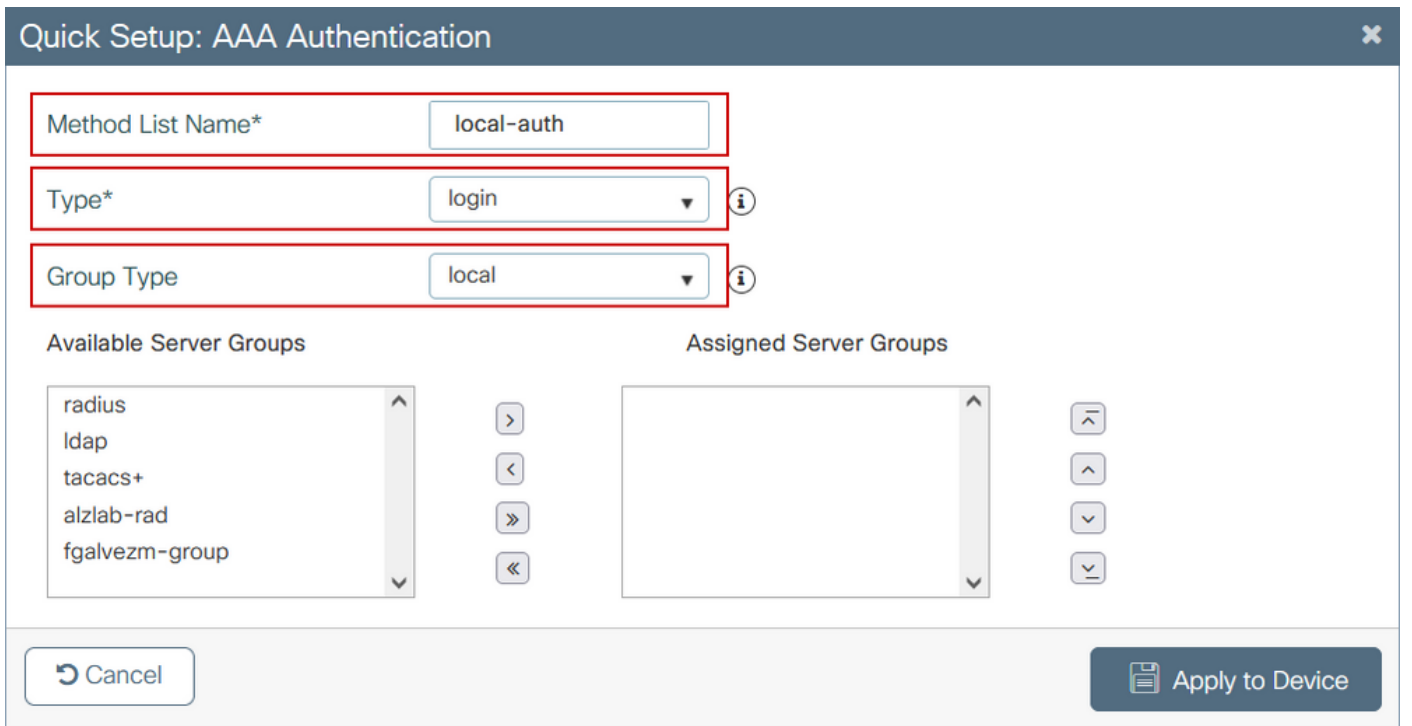 Quick Setup: AAA Authentication
Method List Name* local-auth
Type* login
Group Type local
Available Server Groups Assigned Server Groups
radius
ldap
tacacs+
alzlab-rad
fgalvezm-group
Cancel Apply to Device